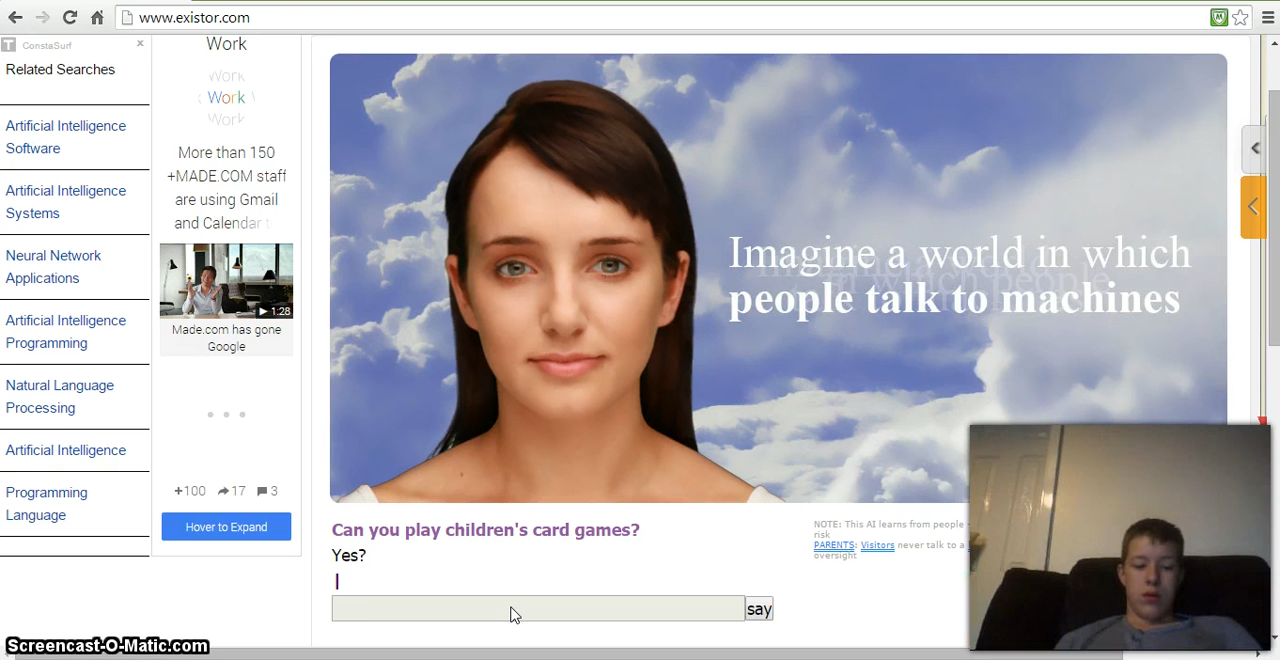 www.existor.com
ConstaSurf
Related Searches
Artificial Intelligence
Software
Artificial Intelligence
Systems
Neural Network
Applications
Artificial Intelligence
Programming
Natural Language
Processing
Artificial Intelligence
Programming
Language
Work
Work
Work
Work
More than 150
+MADE.COM staff
are using Gmail
and Calendar t
1:28
Made.com has gone
Google
+100 17 3
Hover to Expand
Imagine a world in which
people talk to machines
Can you play children's card games?
Yes?
say
NOTE: This AI learns from people -
risk
PARENTS: Visitors never talk to a
oversight
Screencast-O-Matic.com